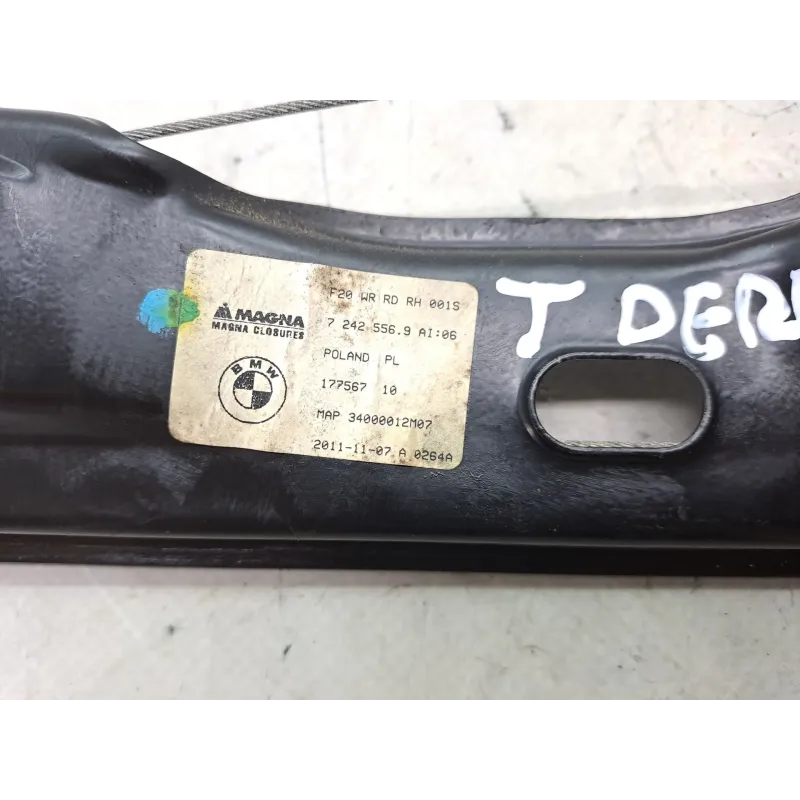 F20 WR RD RH 001S
MAGNA
MAGNA CLOSURES
7 242 556.9 AI:06
BMW
POLAND PL
177567 10
MAP 34000012M07
2011-11-07 A 0264A
T DER